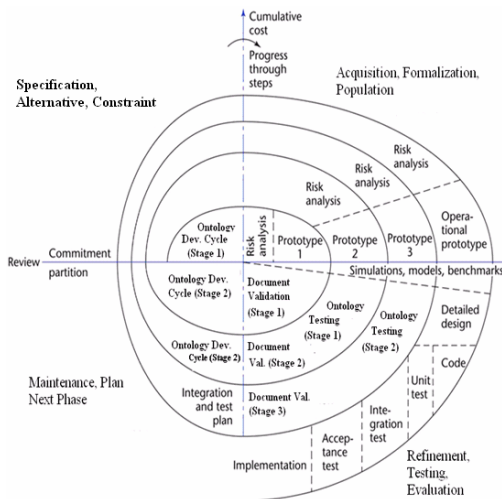 Cumulative
cost
Progress
through
steps
Specification,
Alternative, Constraint
Acquisition, Formalization,
Population
Risk
analysis
Risk
analysis
Risk
analysis
Risk
analysis
Ontology
Dev. Cycle
(Stage 1)
Prototype
1
Prototype
2
Prototype
3
Opera-
tional
prototype
Review
Commitment
partition
Simulations, models, benchmarks
Ontology Dev.
Cycle (Stage 2)
Document
Validation
(Stage 1)
Ontology
Testing
(Stage 1)
Ontology
Testing
(Stage 2)
Detailed
design
Ontology Dev.
Cycle (Stage 2)
Document
Val. (Stage 2)
Code
Unit
test
Maintenance, Plan
Next Phase
Integration
and test
plan
Document Val.
(Stage 3)
Inte-
gration
test
Accep-
tance
test
Implementation
Refinement,
Testing,
Evaluation